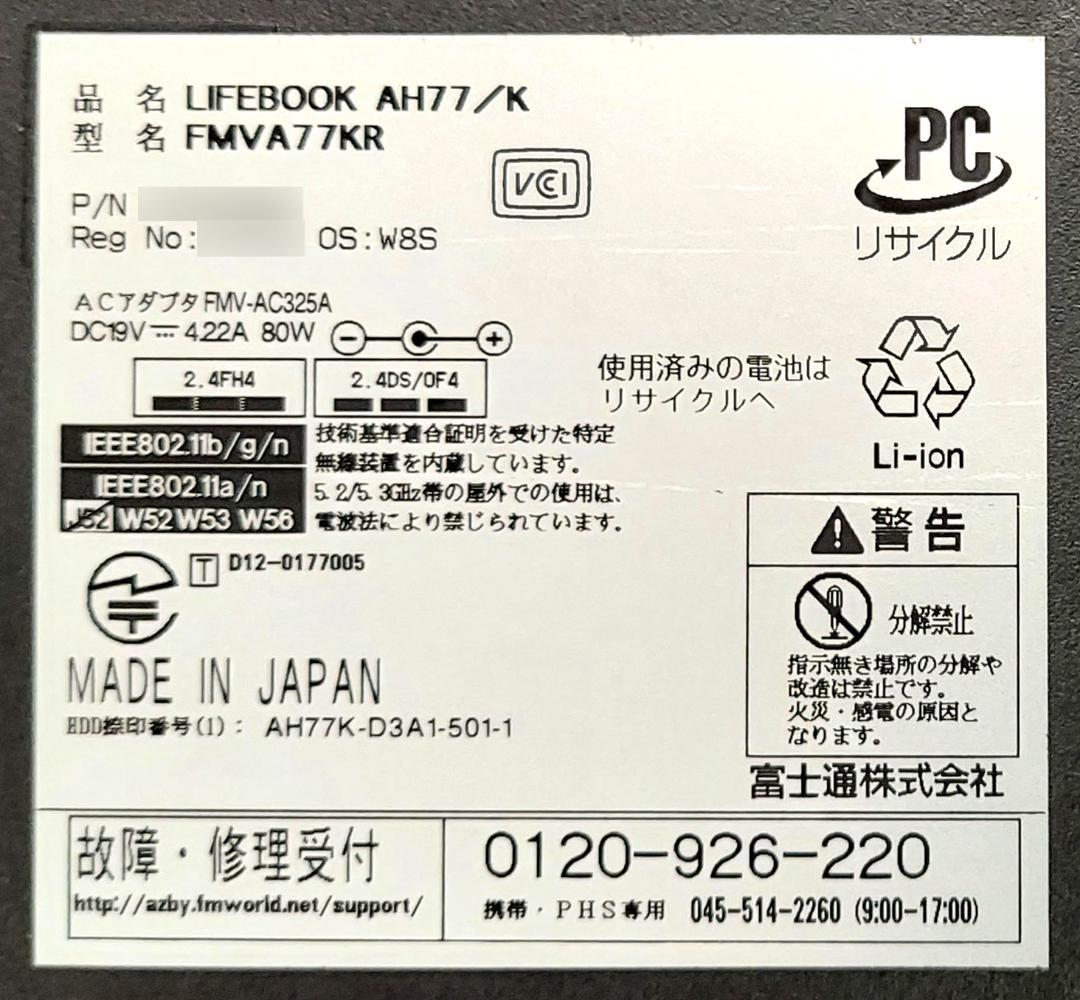 品 名 LIFEBOOK AH77/K
型 名 FMVA77KR
VCCI
PC
リサイクル
P/N
Reg No: OS:W8S
ACアダプタ FMV-AC325A
DC19V 4.22A 80W
2.4FH4
2.4DS/OF4
IEEE802.11b/g/n
IEEE802.11a/n
J52 W52 W53 W56
技術基準適合証明を受けた特定
無線装置を内蔵しています。
5.2/5.3GHz帯の屋外での使用は、
電波法により禁じられています。
使用済みの電池は
リサイクルへ
Li-ion
T D12-0177005
MADE IN JAPAN
HDD捺印番号(1): AH77K-D3A1-501-1
警告
分解禁止
指示無き場所の分解や
改造は禁止です。
火災・感電の原因と
なります。
富士通株式会社
故障・修理受付
http://azby.fmworld.net/support/
0120-926-220
携帯・PHS専用 045-514-2260 (9:00-17:00)